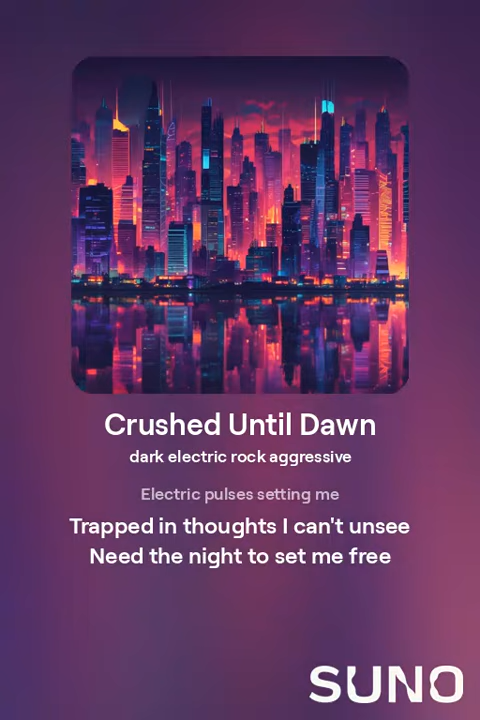 Crushed Until Dawn
dark electric rock aggressive
Electric pulses setting me
Trapped in thoughts I can't unsee
Need the night to set me free
SUNO